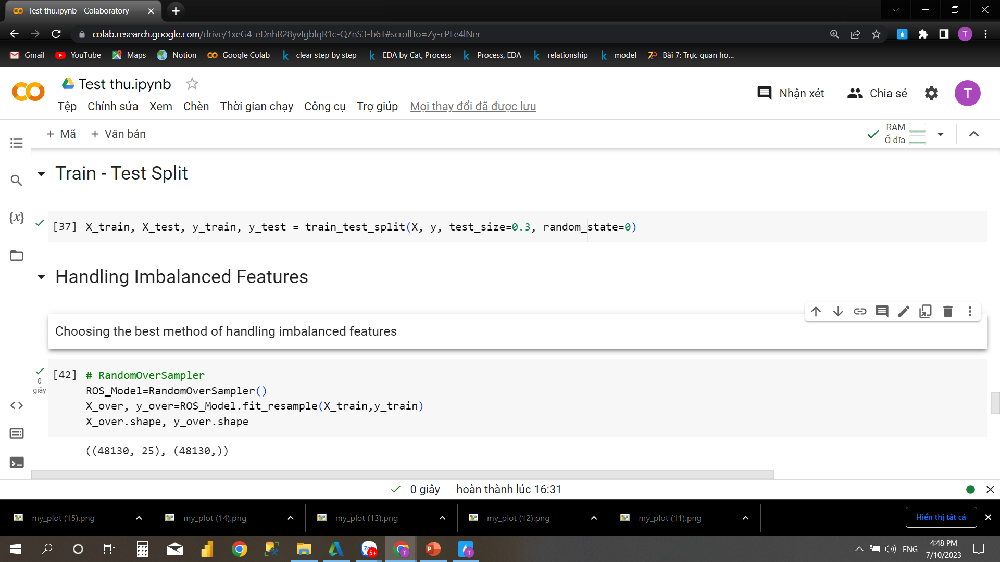 Test thu.ipynb - Colaboratory
colab.research.google.com/drive/1xeG4_eDnhR28yvIgblqR1c-Q7nS3-b6T#scrollTo=Zy-cPLe4lNer
T
Gmail YouTube Maps Notion Google Colab clear step by step EDA by Cat, Process Process, EDA relationship model Bài 7: Trực quan ho...
Test thu.ipynb
Nhận xét Chia sẻ T
Tệp Chỉnh sửa Xem Chèn Thời gian chạy Công cụ Trợ giúp Mọi thay đổi đã được lưu
+ Mã + Văn bản
RAM
Ổ đĩa
Train - Test Split
[37] X_train, X_test, y_train, y_test = train_test_split(X, y, test_size=0.3, random_state=0)
Handling Imbalanced Features
Choosing the best method of handling imbalanced features
[42] # RandomOverSampler
0
giây
ROS_Model=RandomOverSampler()
X_over, y_over=ROS_Model.fit_resample(X_train,y_train)
X_over.shape, y_over.shape
((48130, 25), (48130,))
0 giây hoàn thành lúc 16:31
my_plot (15).png my_plot (14).png my_plot (13).png my_plot (12).png my_plot (11).png Hiển thị tất cả
5+ T P T
ENG
4:48 PM
7/10/2023